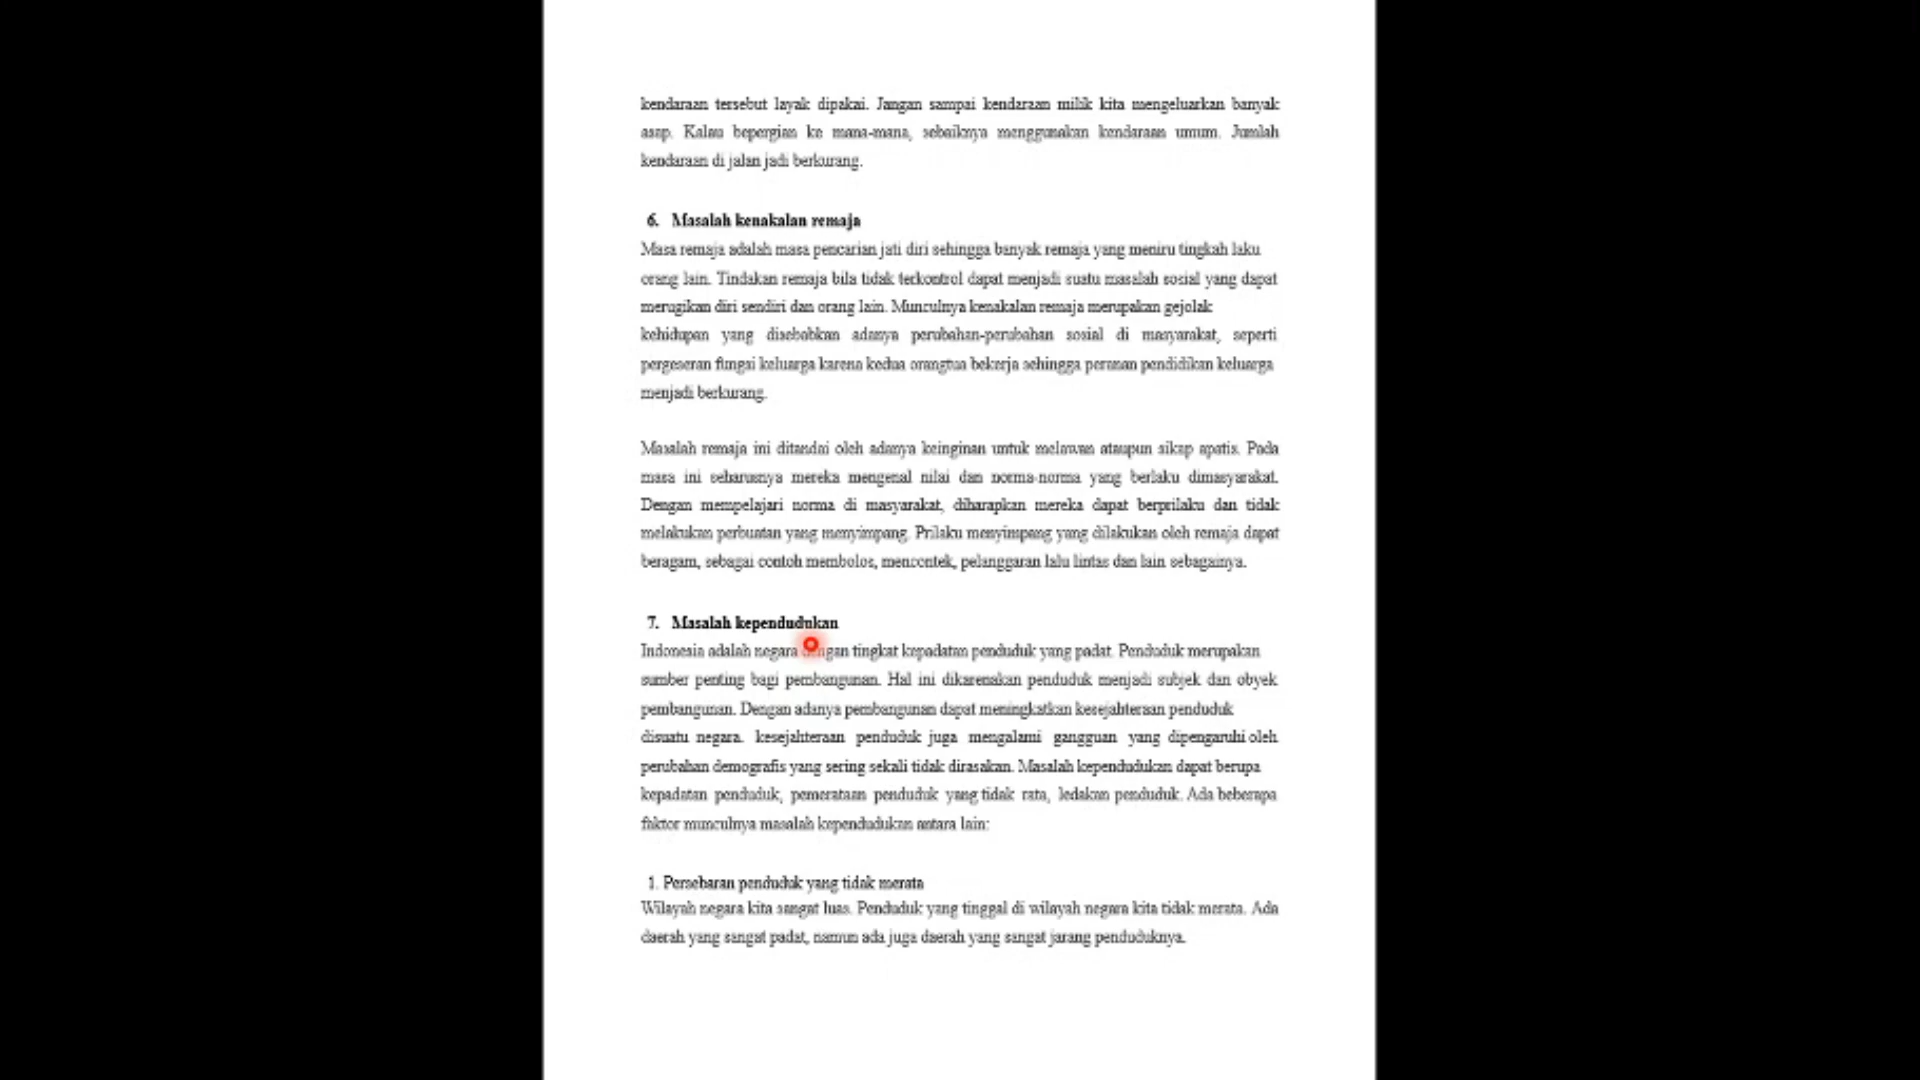 kendaraan tersebut layak dipakai. Jangan sampai kendaraan milik kita mengeluarkan banyak
asap. Kalau bepergian ke mana-mana, sebaiknya menggunakan kendaraan umum. Jumlah
kendaraan di jalan jadi berkurang.
6. Masalah kenakalan remaja
Masa remaja adalah masa pencarian jati diri sehingga banyak remaja yang meniru tingkah laku
orang lain. Tindakan remaja bila tidak terkontrol dapat menjadi suatu masalah sosial yang dapat
merugikan diri sendiri dan orang lain. Munculnya kenakalan remaja merupakan gejolak
kehidupan yang disebabkan adanya perubahan-perubahan sosial di masyarakat, seperti
pergeseran fungsi keluarga karena kedua orangtua bekerja sehingga peranan pendidikan keluarga
menjadi berkurang.
Masalah remaja ini ditandai oleh adanya keinginan untuk melawan ataupun sikap apatis. Pada
masa ini seharusnya mereka mengenal nilai dan norma-norma yang berlaku dimasyarakat.
Dengan mempelajari norma di masyarakat, diharapkan mereka dapat berprilaku dan tidak
melakukan perbuatan yang menyimpang. Prilaku menyimpang yang dilakukan oleh remaja dapat
beragam, sebagai contoh membolos, mencontek, pelanggaran lalu lintas dan lain sebagainya.
7. Masalah kependudukan
Indonesia adalah negara dengan tingkat kepadatan penduduk yang padat. Penduduk merupakan
sumber penting bagi pembangunan. Hal ini dikarenakan penduduk menjadi subjek dan obyek
pembangunan. Dengan adanya pembangunan dapat meningkatkan kesejahteraan penduduk
disuatu negara. kesejahteraan penduduk juga mengalami gangguan yang dipengaruhi oleh
perubahan demografis yang sering sekali tidak dirasakan. Masalah kependudukan dapat berupa
kepadatan penduduk, pemerataan penduduk yang tidak rata, ledakan penduduk. Ada beberapa
faktor munculnya masalah kependudukan antara lain:
1. Persebaran penduduk yang tidak merata
Wilayah negara kita sangat luas. Penduduk yang tinggal di wilayah negara kita tidak merata. Ada
daerah yang sangat padat, namun ada juga daerah yang sangat jarang penduduknya.